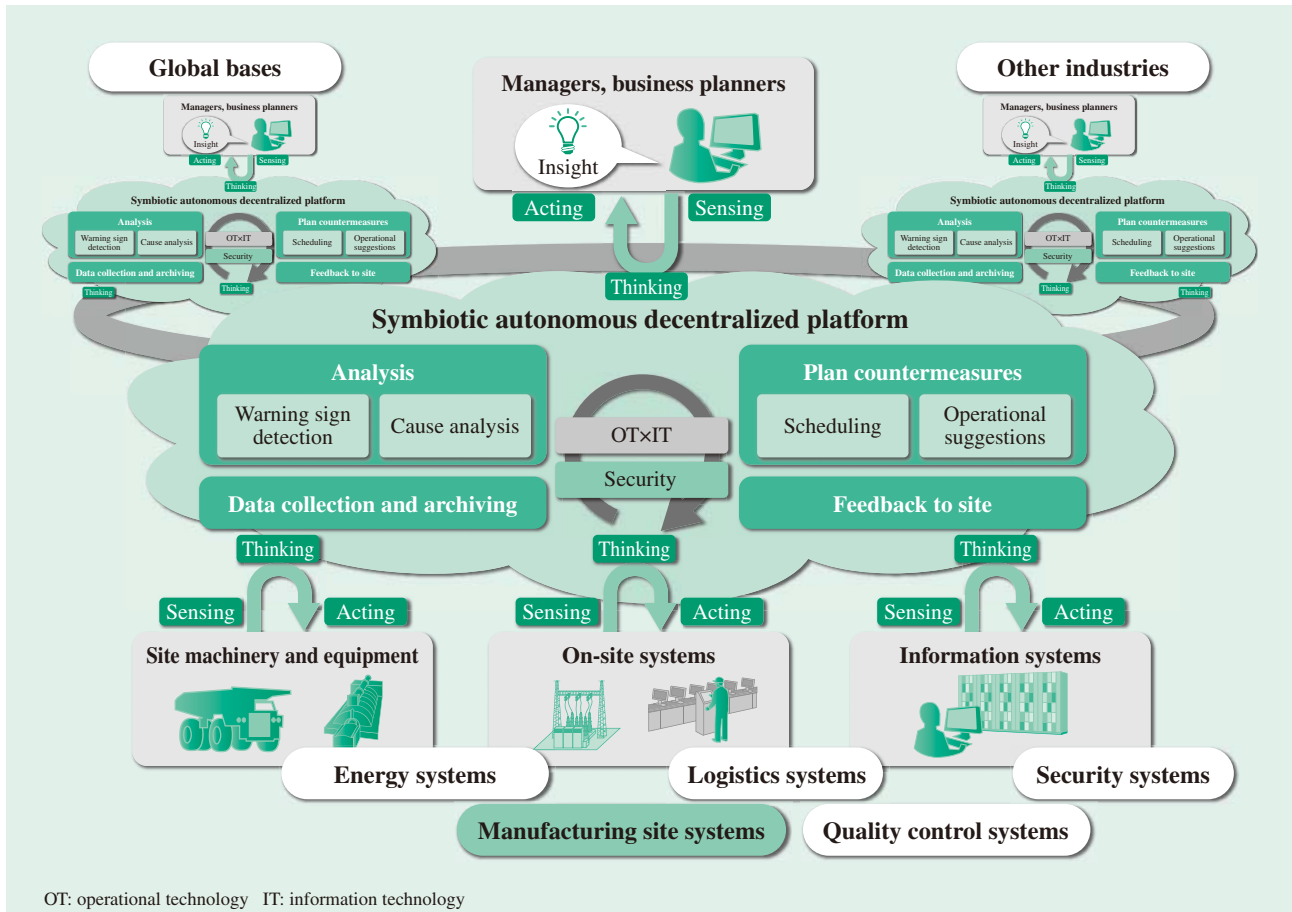 Global bases
Managers, business planners
Insight
Acting
Sensing
Thinking
Symbiotic autonomous decentralized platform
Analysis
Warning sign
detection
Cause analysis
OT×IT
Security
Plan countermeasures
Scheduling
Operational
suggestions
Data collection and archiving
Feedback to site
Thinking
Thinking
Managers, business planners
Insight
Acting
Sensing
Thinking
Other industries
Managers, business planners
Insight
Acting
Sensing
Thinking
Symbiotic autonomous decentralized platform
Analysis
Warning sign
detection
Cause analysis
OT×IT
Security
Plan countermeasures
Scheduling
Operational
suggestions
Data collection and archiving
Feedback to site
Thinking
Thinking
Symbiotic autonomous decentralized platform
Analysis
Warning sign
detection
Cause analysis
OT×IT
Security
Plan countermeasures
Scheduling
Operational
suggestions
Data collection and archiving
Feedback to site
Thinking
Sensing
Acting
Thinking
Sensing
Acting
Thinking
Sensing
Acting
Site machinery and equipment
On-site systems
Information systems
Energy systems
Logistics systems
Security systems
Manufacturing site systems
Quality control systems
OT: operational technology IT: information technology